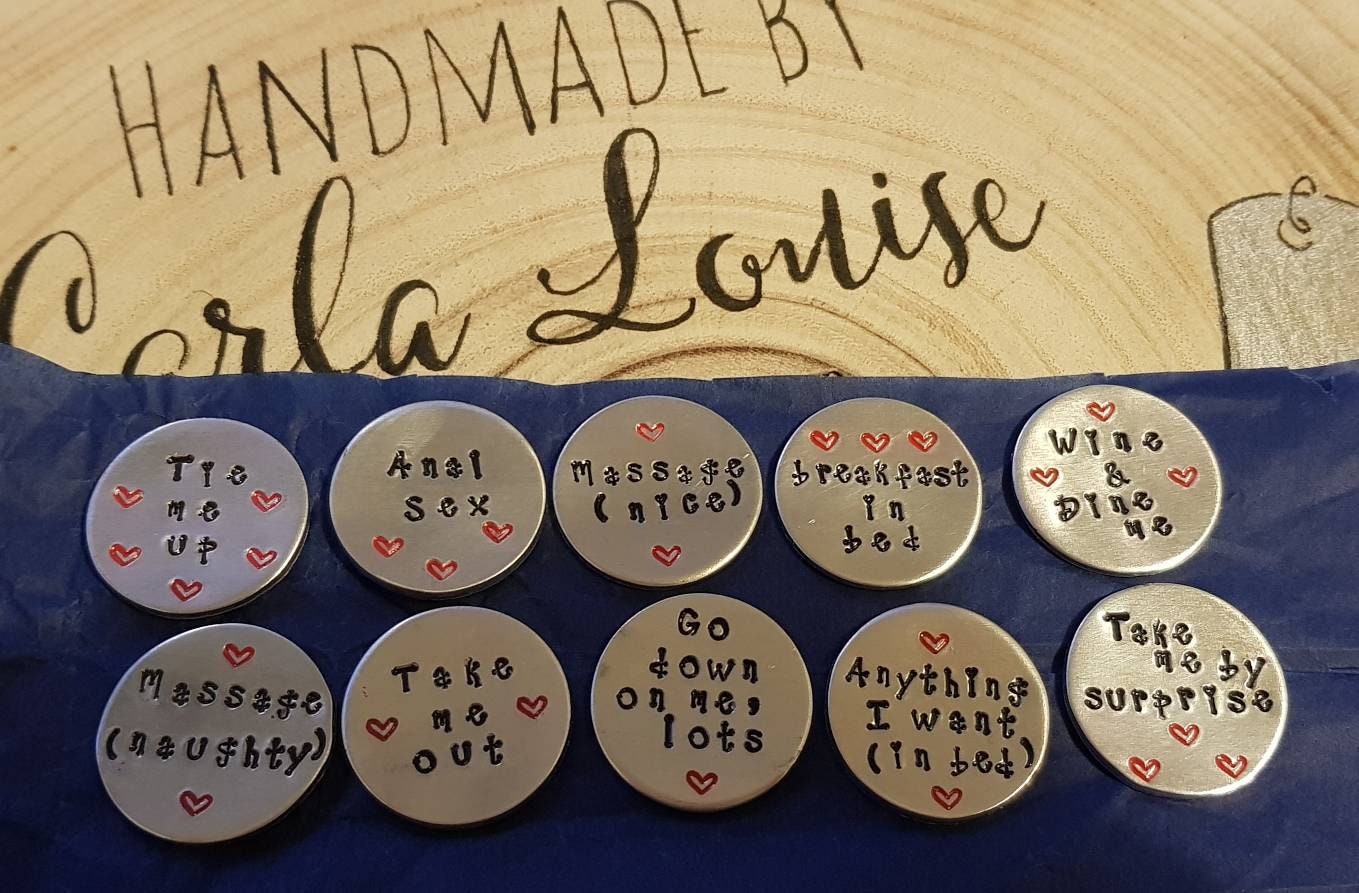 HANDMADE BY
Carla Louise
Tie
me
up
Anal
sex
Massage
(nice)
breakfast
in
bed
Wine
&
Dine
me
Massage
(naughty)
Take
me
out
Go
down
on me,
lots
Anything
I want
(in bed)
Take
me by
surprise